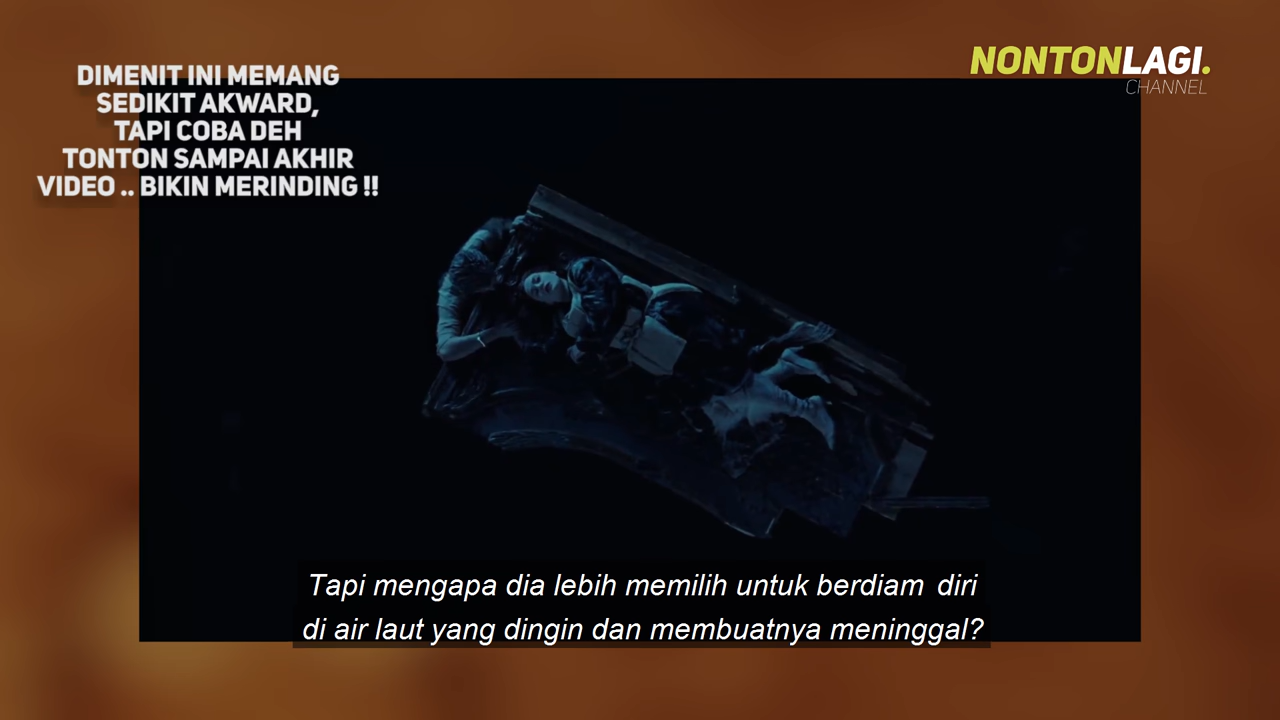 DIMENIT INI MEMANG
SEDIKIT AKWARD,
TAPI COBA DEH
TONTON SAMPAI AKHIR
VIDEO .. BIKIN MERINDING !!
NONTONLAGI.
CHANNEL
Tapi mengapa dia lebih memilih untuk berdiam diri
di air laut yang dingin dan membuatnya meninggal?